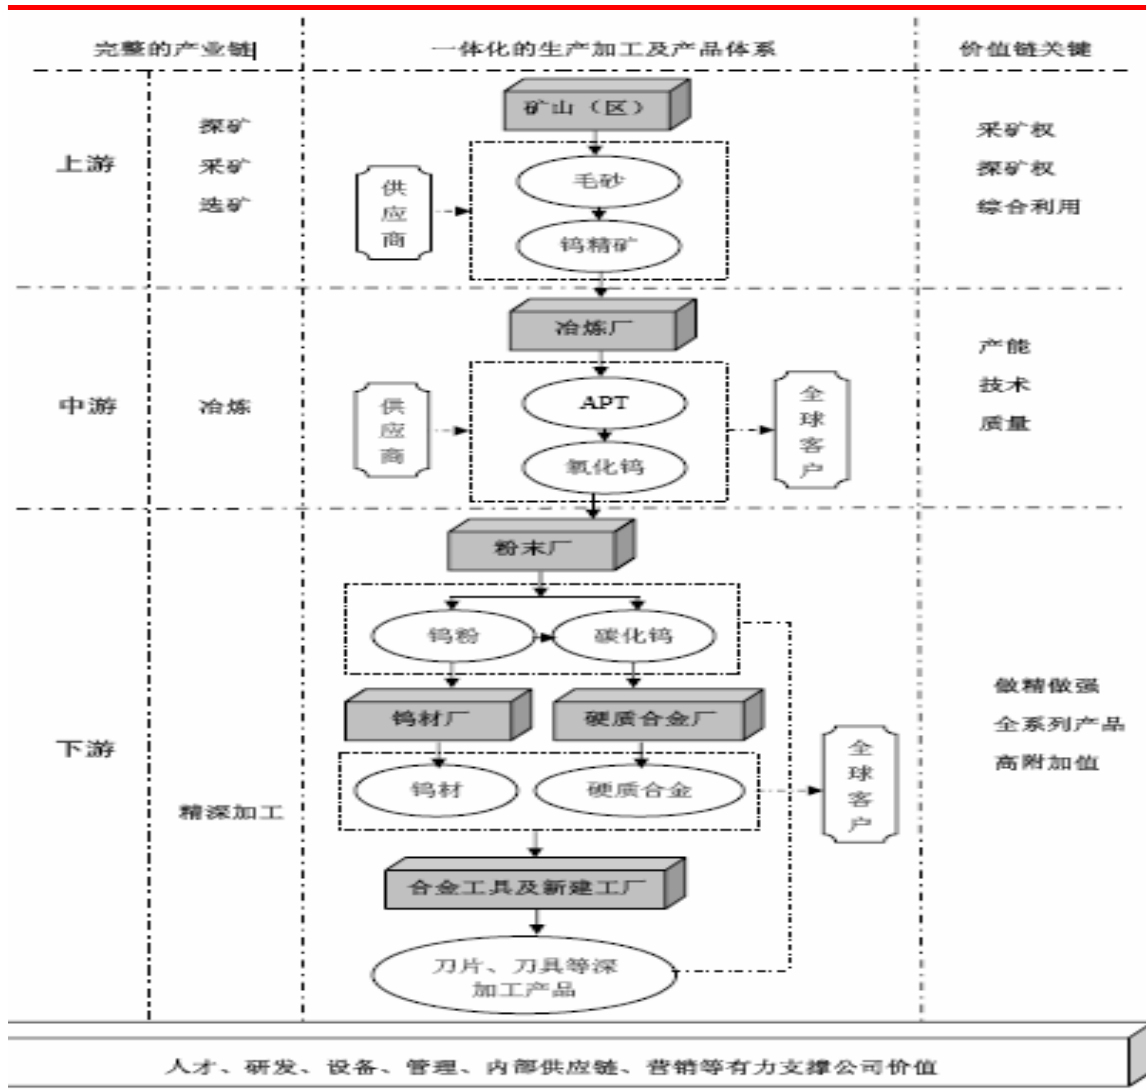 完整的产业链
一体化的生产加工及产品体系
价值链关键
上游
探矿
采矿
选矿
矿山（区）
供应商
毛砂
钨精矿
采矿权
探矿权
综合利用
中游
冶炼
冶炼厂
供应商
APT
氧化钨
全球客户
产能
技术
质量
下游
精深加工
粉末厂
钨粉
碳化钨
钨材厂
硬质合金厂
钨材
硬质合金
全球客户
合金工具及新建工厂
刀片、刀具等深
加工产品
做精做强
全系列产品
高附加值
人才、研发、设备、管理、内部供应链、营销等有力支撑公司价值